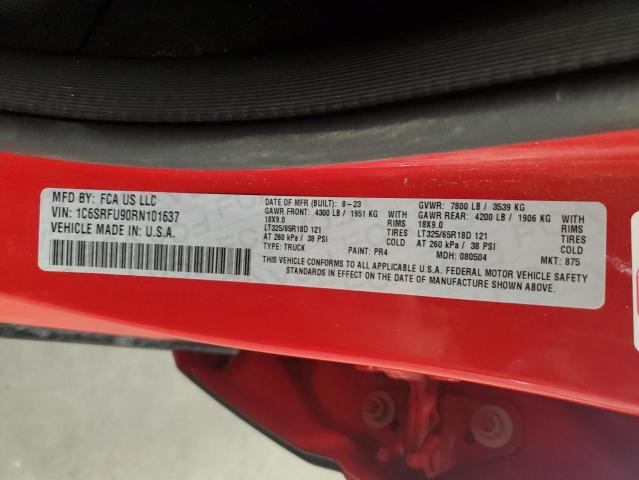 MFD BY: FCA US LLC
VIN: 1C6SRFU90RN101637
VEHICLE MADE IN: U.S.A.
DATE OF MFR (BUILT): 8-23 GVWR: 7800 LB / 3539 KG
GAWR FRONT: 4300 LB / 1951 KG WITH GAWR REAR: 4200 LB / 1906 KG WITH
18X9.0 RIMS 18X9.0 RIMS
LT325/65R18D 121 TIRES LT325/65R18D 121 TIRES
AT 260 kPa / 38 PSI COLD AT 260 kPa / 38 PSI COLD
TYPE: TRUCK PAINT: PR4 MDH: 080504 MKT: 875
THIS VEHICLE CONFORMS TO ALL APPLICABLE U.S.A. FEDERAL MOTOR VEHICLE SAFETY
STANDARDS IN EFFECT ON THE DATE OF MANUFACTURE SHOWN ABOVE.